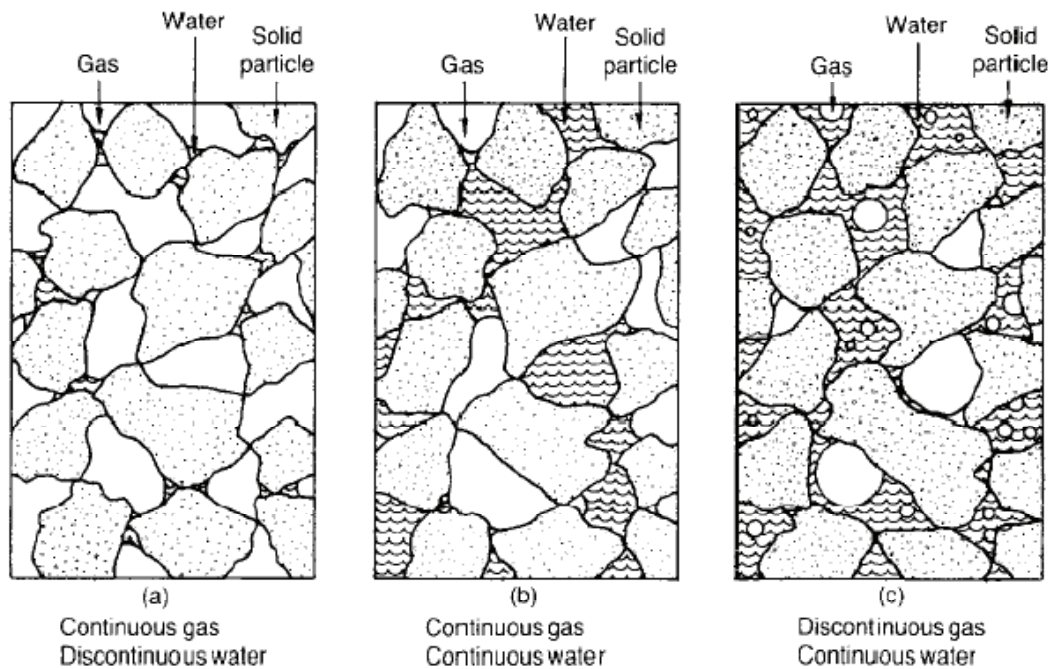 Gas
Water
Solid
particle
Gas
Water
Solid
particle
Gas
Water
Solid
particle
(a)
Continuous gas
Discontinuous water
(b)
Continuous gas
Continuous water
(c)
Discontinuous gas
Continuous water